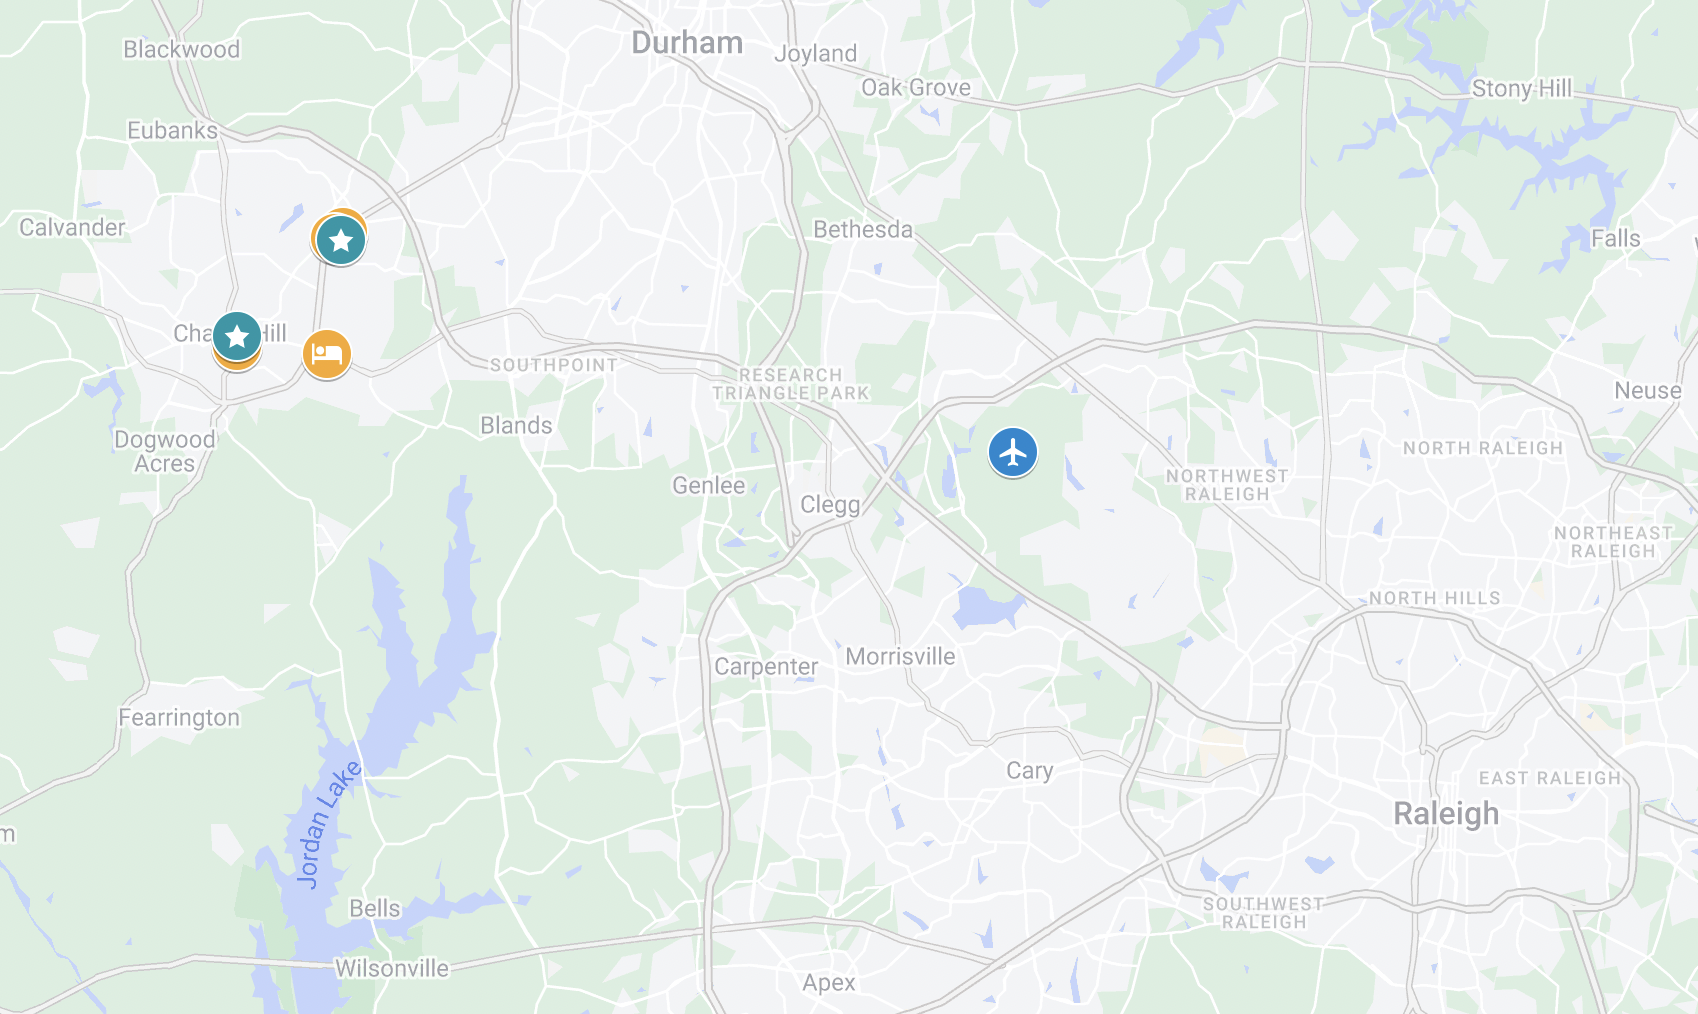 Durham
Blackwood
Joyland
Oak Grove
Stony Hill
Eubanks
Calvander
Bethesda
Falls
SOUTHPOINT
RESEARCH
TRIANGLE PARK
Neuse
Blands
Dogwood
Acres
NORTH RALEIGH
Genlee
Clegg
NORTHWEST
RALEIGH
NORTHEAST
RALEIGH
NORTH HILLS
Morrisville
Carpenter
Fearrington
Cary
EAST RALEIGH
Jordan Lake
Raleigh
Bells
SOUTHWEST
RALEIGH
Wilsonville
Apex